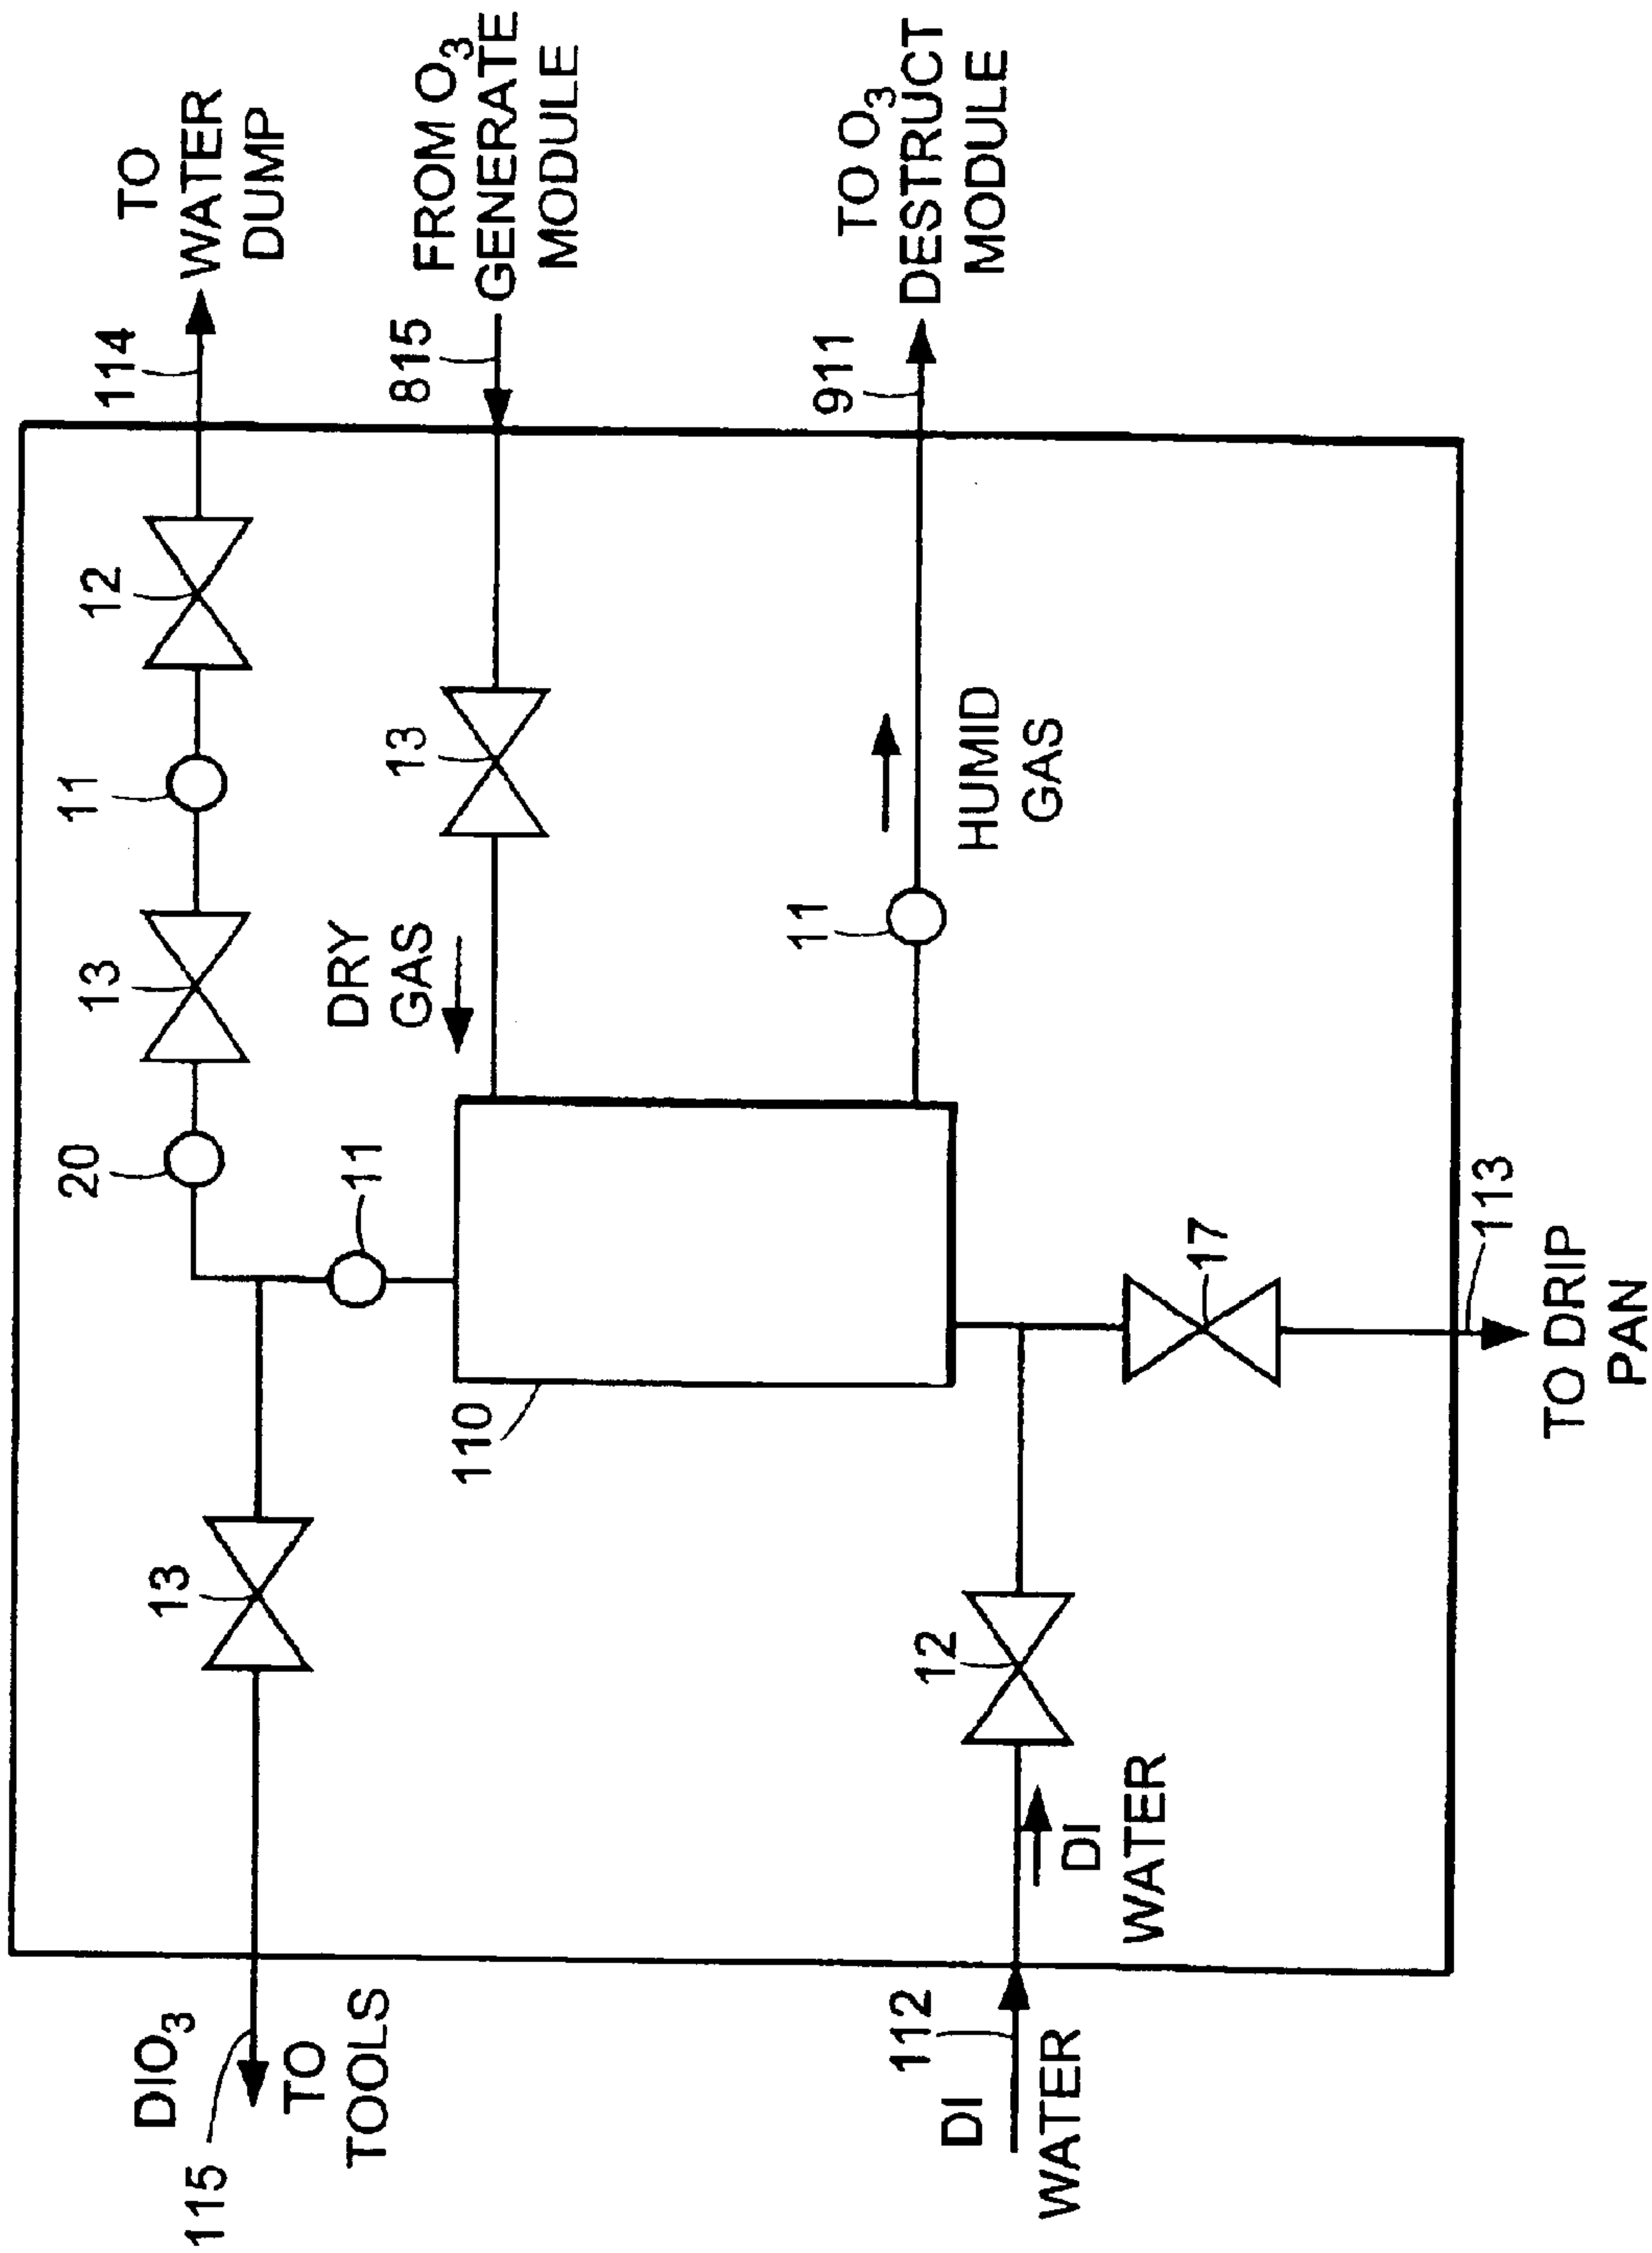 DIO₃
115
TO
TOOLS
13
20
13
11
12
114
TO
WATER
DUMP
11
DRY
GAS
13
815
FROM O₃
GENERATE
MODULE
110
11
HUMID
GAS
911
TO O₃
DESTRUCT
MODULE
112
DI
WATER
12
DI
WATER
17
113
TO DRIP
PAN